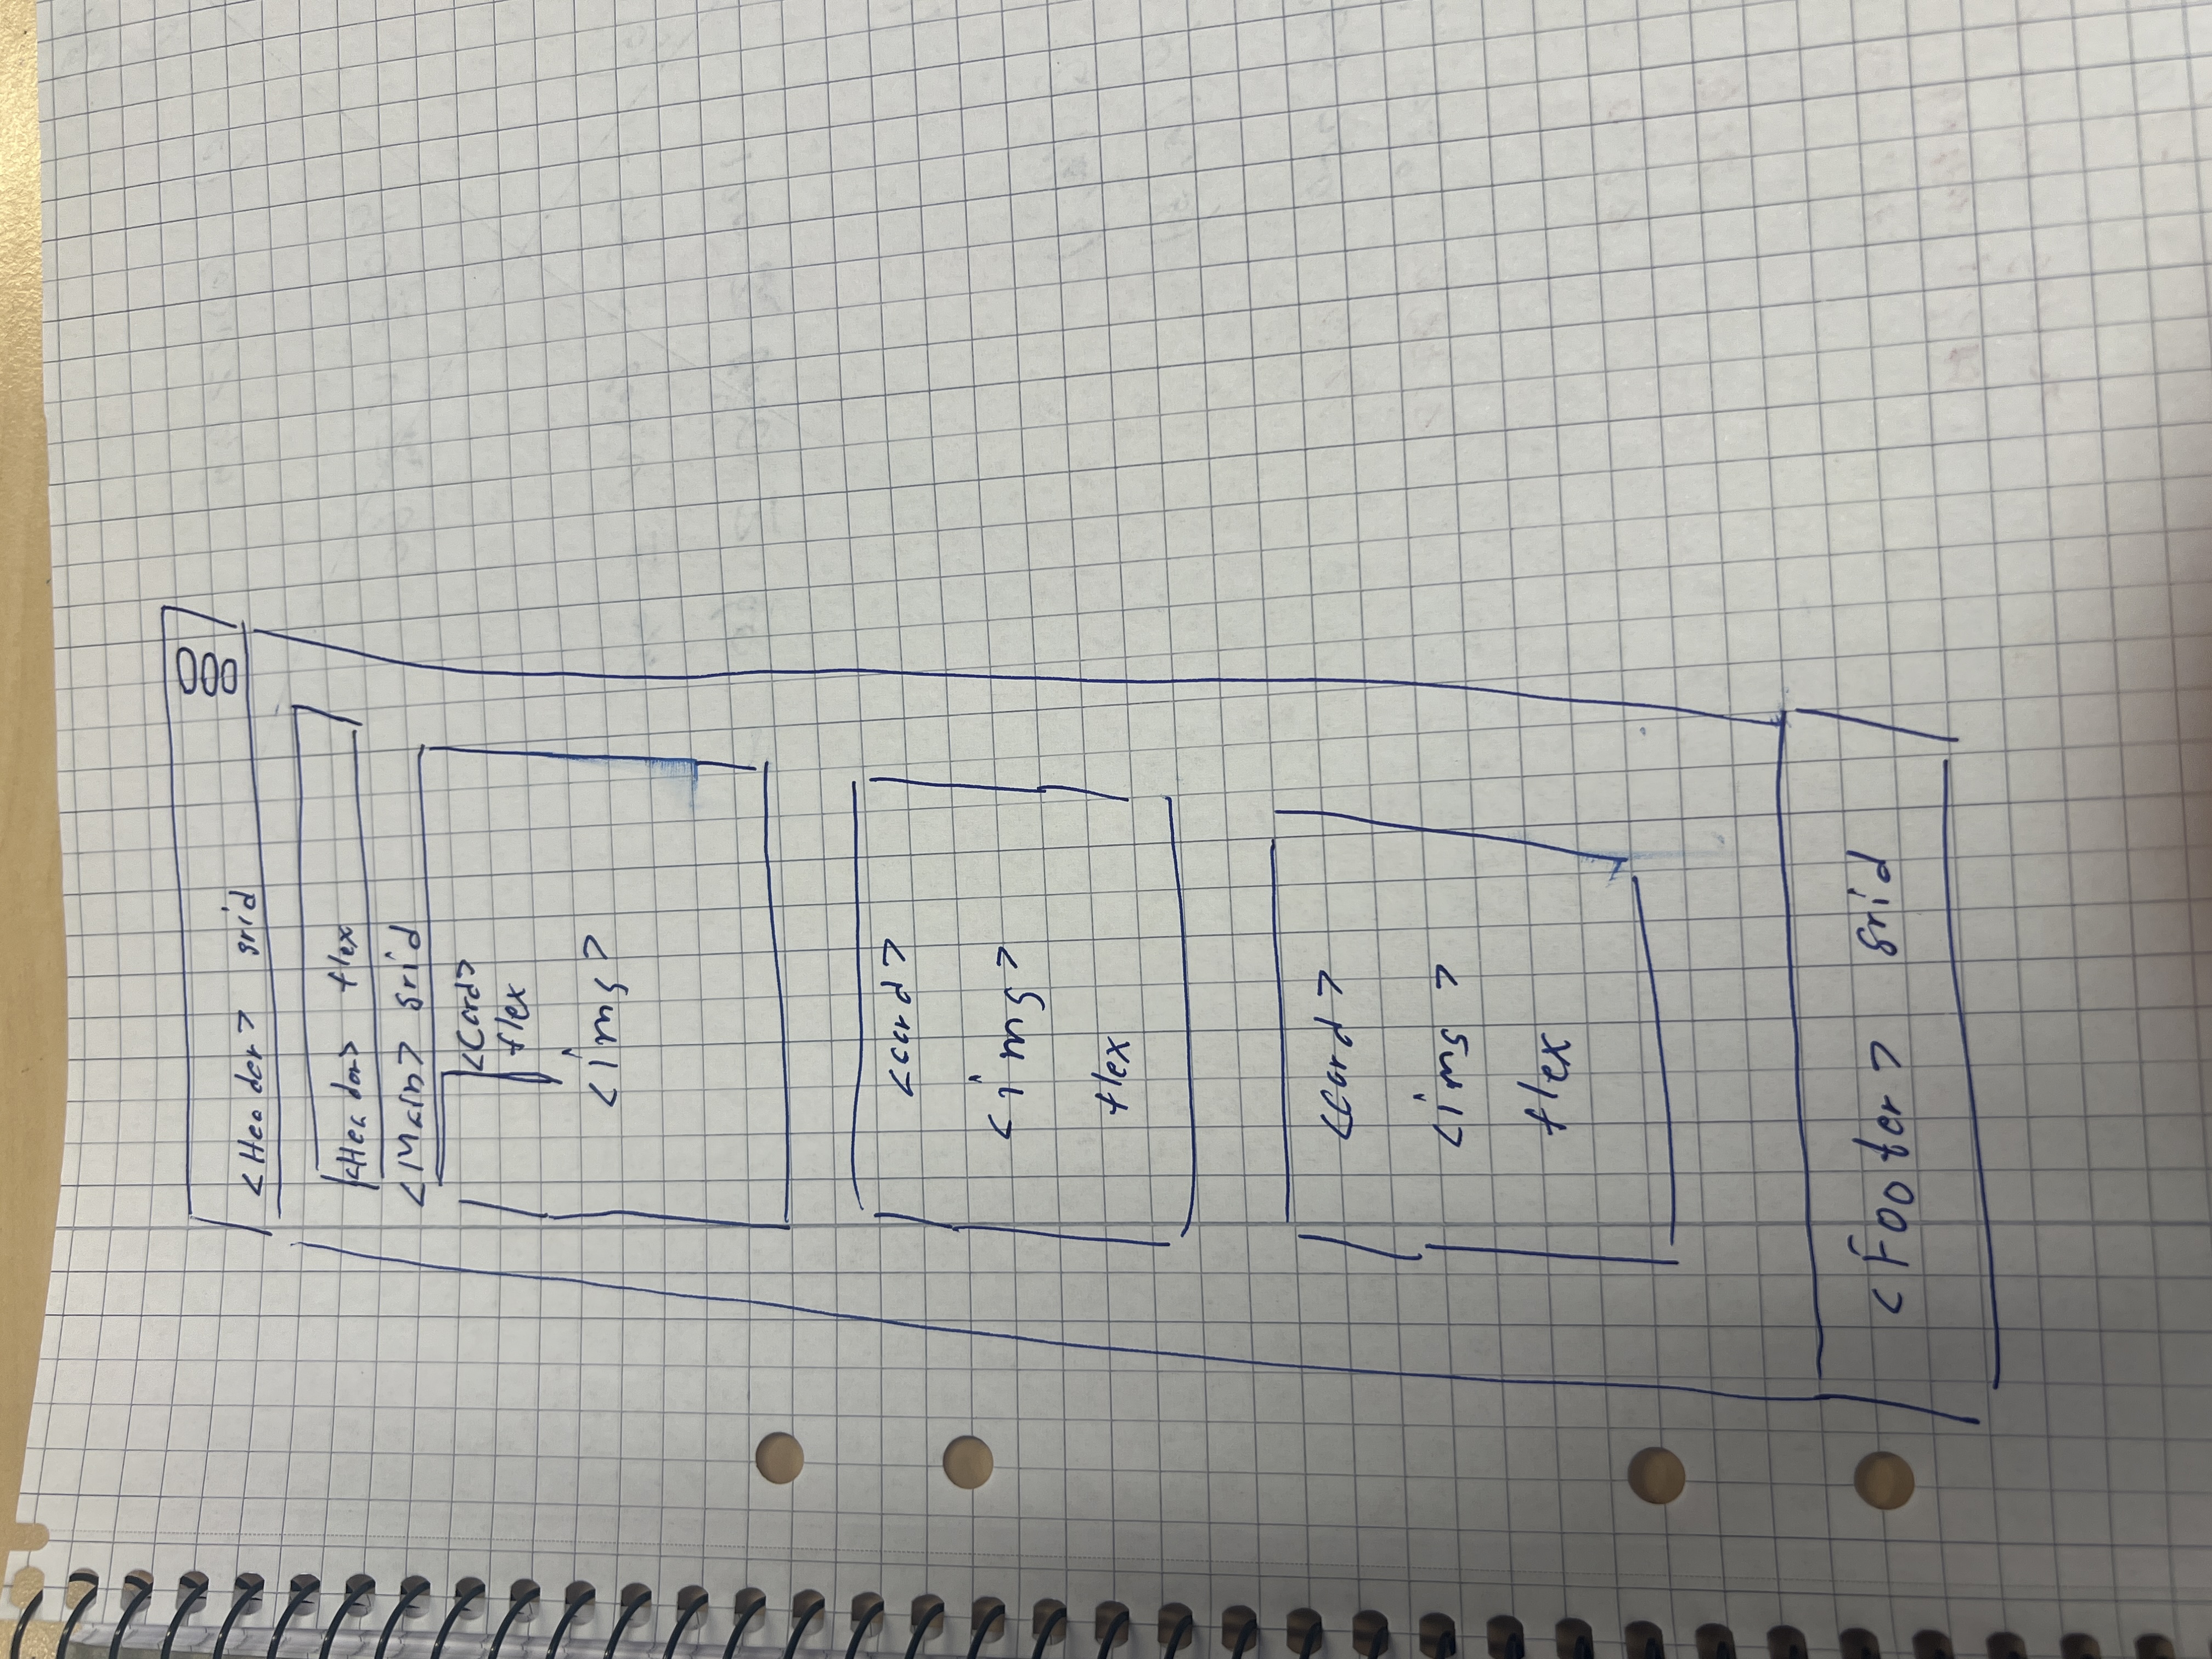 <Header> grid
<Header> flex
<Main> grid
<Card>
flex
<img>
<card>
<img>
flex
<card>
<img>
flex
<Footer> grid